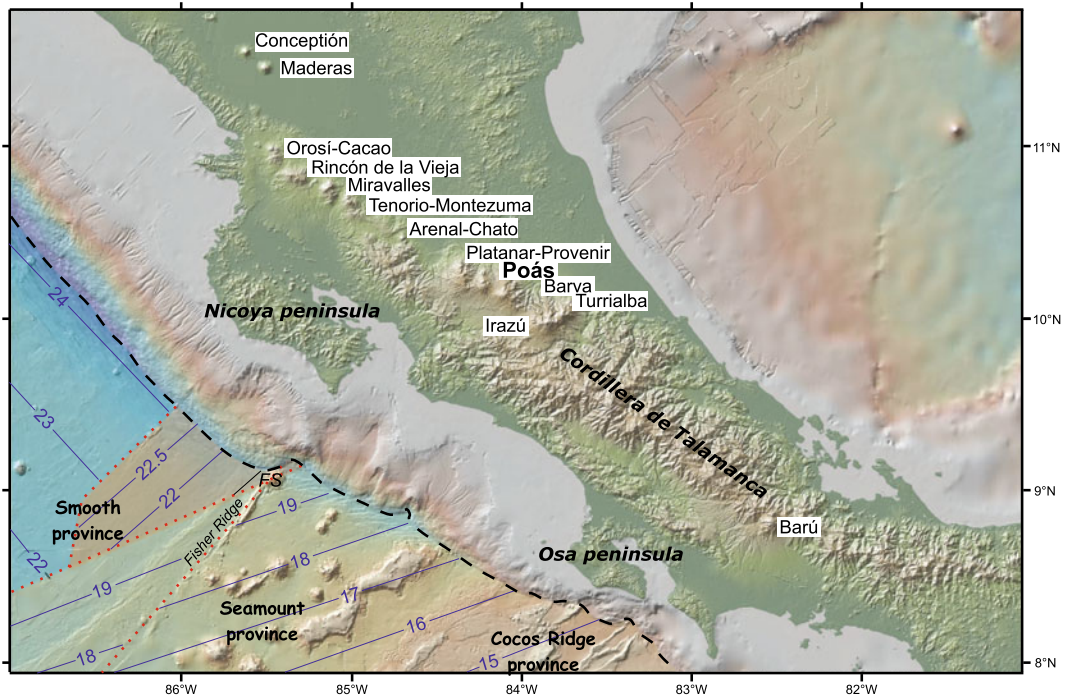 Conceptión
Maderas
Orosí-Cacao
11°N
Rincón de la Vieja
Miravalles
Tenorio-Montezuma
Arenal-Chato
Platanar-Provenir
Poás
Barva
24
Turrialba
Nicoya peninsula
10°N
Irazú
Cordillera de Talamanca
23
22.5
FS
9°N
22
Smooth
province
19
Fisher Ridge
Barú
Osa peninsula
22
18
19
17
Seamount
province
16
Cocos Ridge
province
18
15
8°N
86°W
85°W
84°W
83°W
82°W